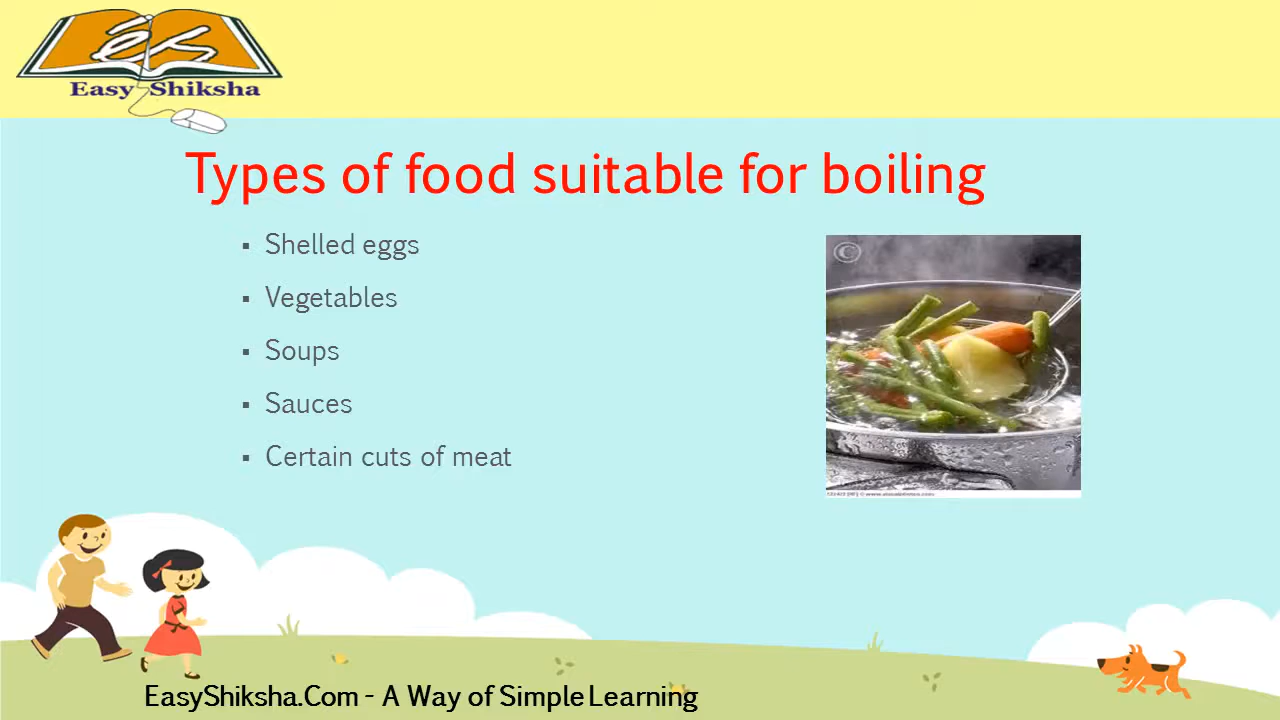 Easy Shiksha
Types of food suitable for boiling
▪ Shelled eggs
▪ Vegetables
▪ Soups
▪ Sauces
▪ Certain cuts of meat
EasyShiksha.Com - A Way of Simple Learning